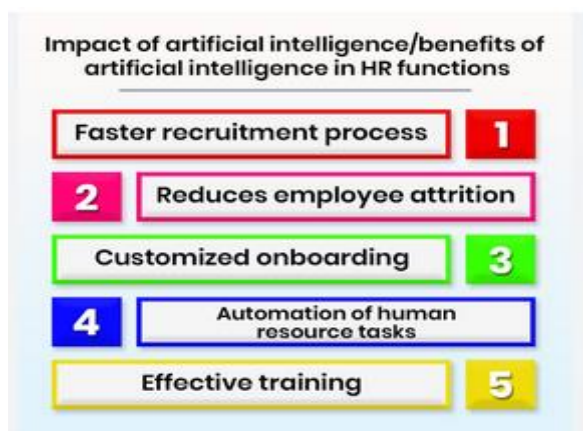 Impact of artificial intelligence/benefits of
artificial intelligence in HR functions
Faster recruitment process 1
2 Reduces employee attrition
Customized onboarding 3
4 Automation of human
resource tasks
Effective training 5